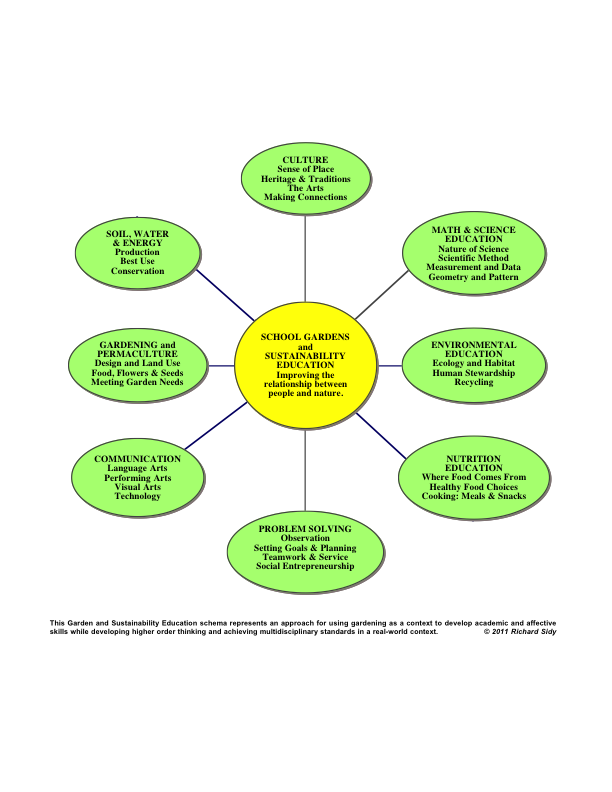 CULTURE
Sense of Place
Heritage & Traditions
The Arts
Making Connections
SOIL, WATER
& ENERGY
Production
Best Use
Conservation
MATH & SCIENCE
EDUCATION
Nature of Science
Scientific Method
Measurement and Data
Geometry and Pattern
GARDENING and
PERMACULTURE
Design and Land Use
Food, Flowers & Seeds
Meeting Garden Needs
SCHOOL GARDENS
and
SUSTAINABILITY
EDUCATION
Improving the
relationship between
people and nature.
ENVIRONMENTAL
EDUCATION
Ecology and Habitat
Human Stewardship
Recycling
COMMUNICATION
Language Arts
Performing Arts
Visual Arts
Technology
NUTRITION
EDUCATION
Where Food Comes From
Healthy Food Choices
Cooking: Meals & Snacks
PROBLEM SOLVING
Observation
Setting Goals & Planning
Teamwork & Service
Social Entrepreneurship
This Garden and Sustainability Education schema represents an approach for using gardening as a context to develop academic and affective
skills while developing higher order thinking and achieving multidisciplinary standards in a real-world context. © 2011 Richard Sidy